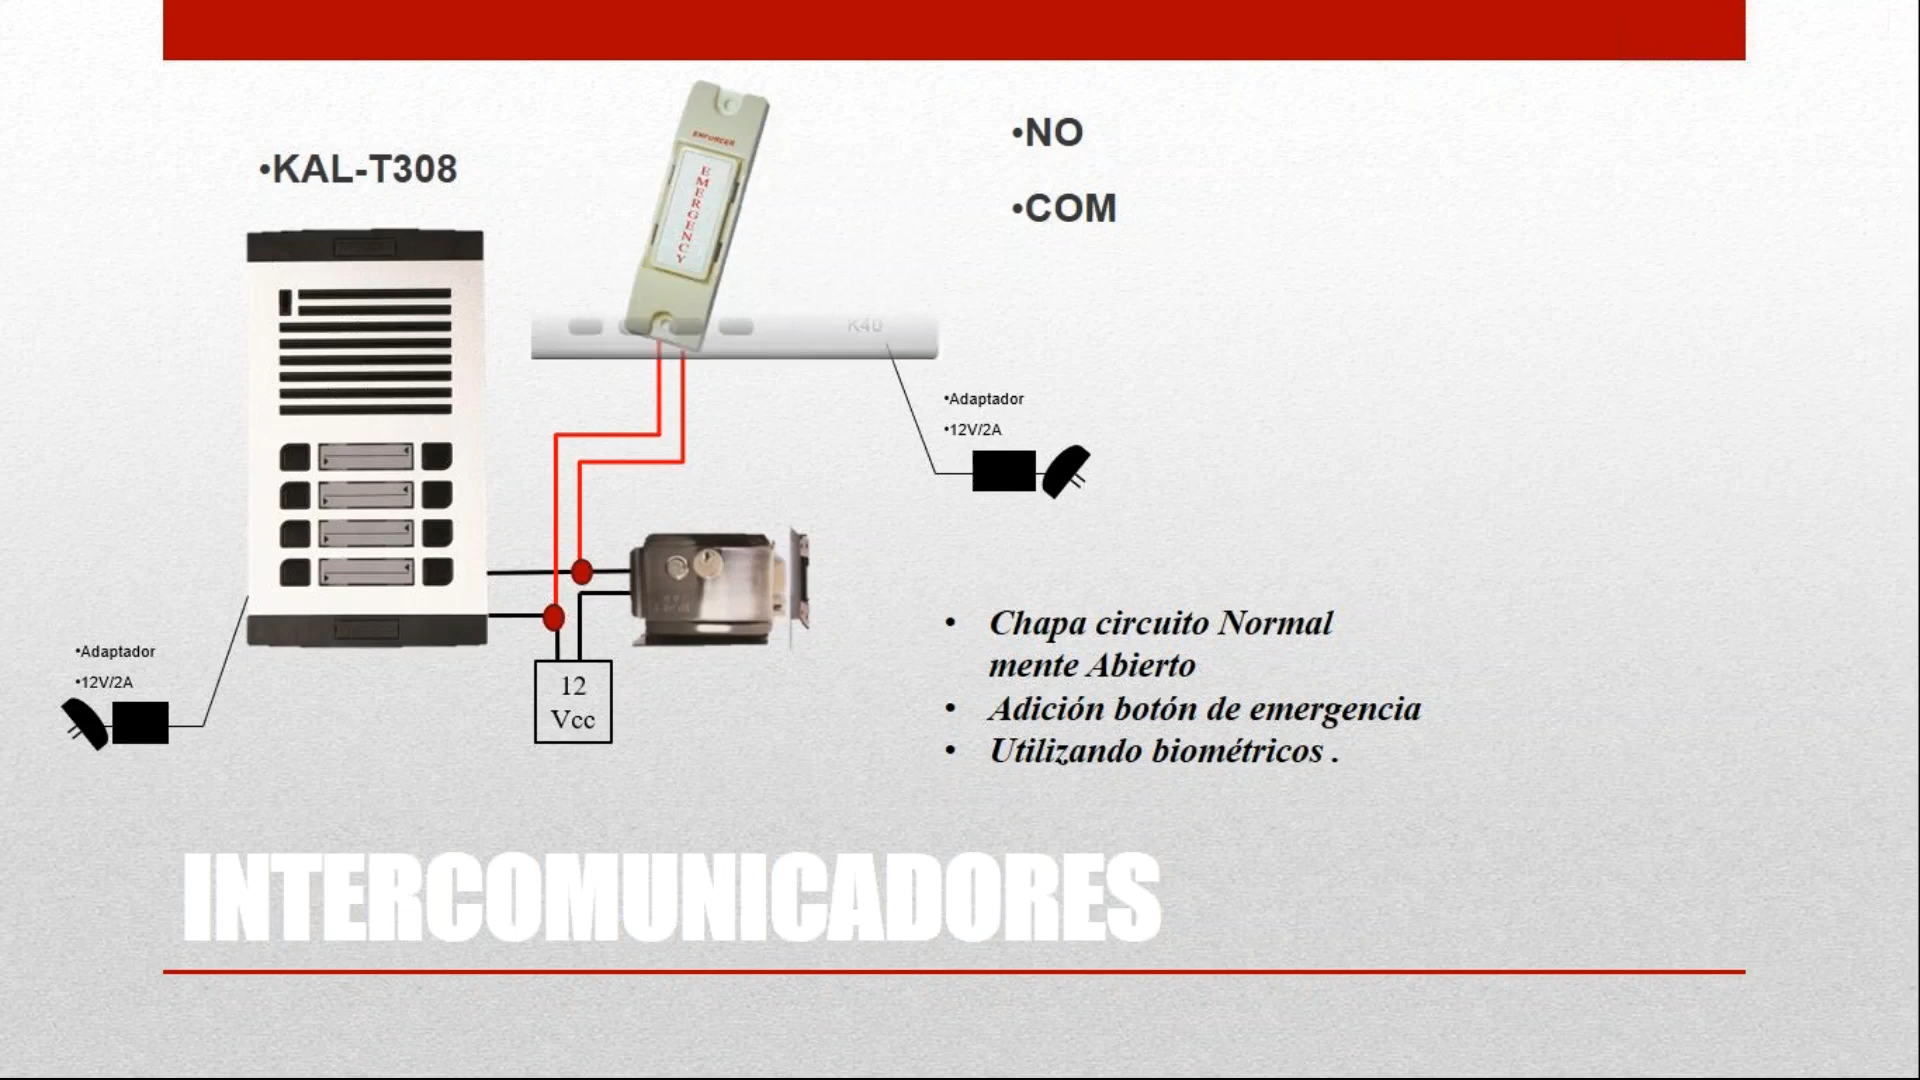 •NO
•KAL-T308
•COM
ENFORCER
EMERGENCY
K40
•Adaptador
•12V/2A
•Adaptador
•12V/2A
12
Vcc
• Chapa circuito Normal
mente Abierto
• Adición botón de emergencia
• Utilizando biométricos .
INTERCOMUNICADORES